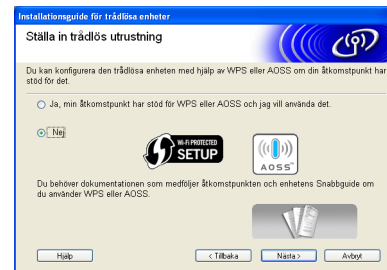 Installationsguide för trådlösa enheter
Ställa in trådlös utrustning
Du kan konfigurera den trådlösa enheten med hjälp av WPS eller AOSS om din åtkomstpunkt har
stöd för det.
Ja, min åtkomstpunkt har stöd för WPS eller AOSS och jag vill använda det.
Nej
WI-FI PROTECTED
SETUP
AOSS
Du behöver dokumentationen som medföljer åtkomstpunkten och enhetens Snabbguide om
du använder WPS eller AOSS.
Hjälp
< Tillbaka
Nästa >
Avbryt